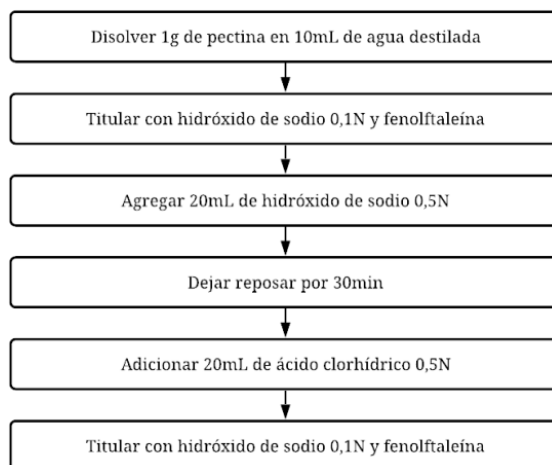 Disolver 1g de pectina en 10mL de agua destilada
Titular con hidróxido de sodio 0,1N y fenolftaleína
Agregar 20mL de hidróxido de sodio 0,5N
Dejar reposar por 30min
Adicionar 20mL de ácido clorhídrico 0,5N
Titular con hidróxido de sodio 0,1N y fenolftaleína